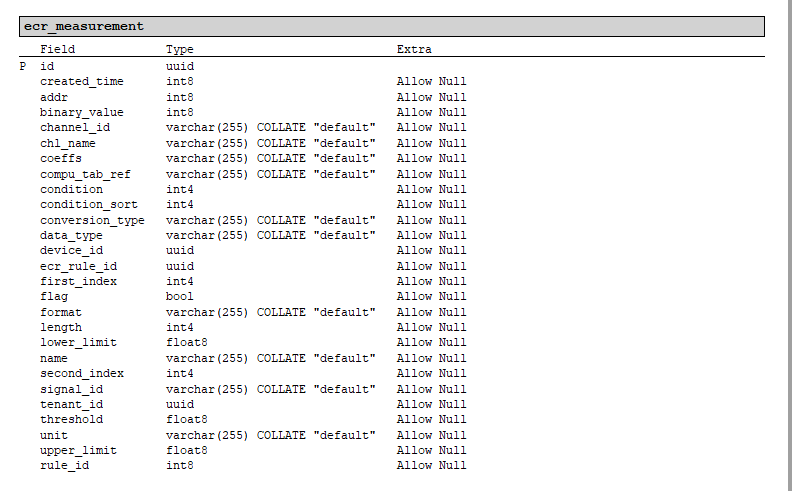 ecr_measurement
Field Type Extra
P id uuid
created_time int8 Allow Null
addr int8 Allow Null
binary_value int8 Allow Null
channel_id varchar(255) COLLATE "default" Allow Null
chl_name varchar(255) COLLATE "default" Allow Null
coeffs varchar(255) COLLATE "default" Allow Null
compu_tab_ref varchar(255) COLLATE "default" Allow Null
condition int4 Allow Null
condition_sort int4 Allow Null
conversion_type varchar(255) COLLATE "default" Allow Null
data_type varchar(255) COLLATE "default" Allow Null
device_id uuid Allow Null
ecr_rule_id uuid Allow Null
first_index int4 Allow Null
flag bool Allow Null
format varchar(255) COLLATE "default" Allow Null
length int4 Allow Null
lower_limit float8 Allow Null
name varchar(255) COLLATE "default" Allow Null
second_index int4 Allow Null
signal_id varchar(255) COLLATE "default" Allow Null
tenant_id uuid Allow Null
threshold float8 Allow Null
unit varchar(255) COLLATE "default" Allow Null
upper_limit float8 Allow Null
rule_id int8 Allow Null